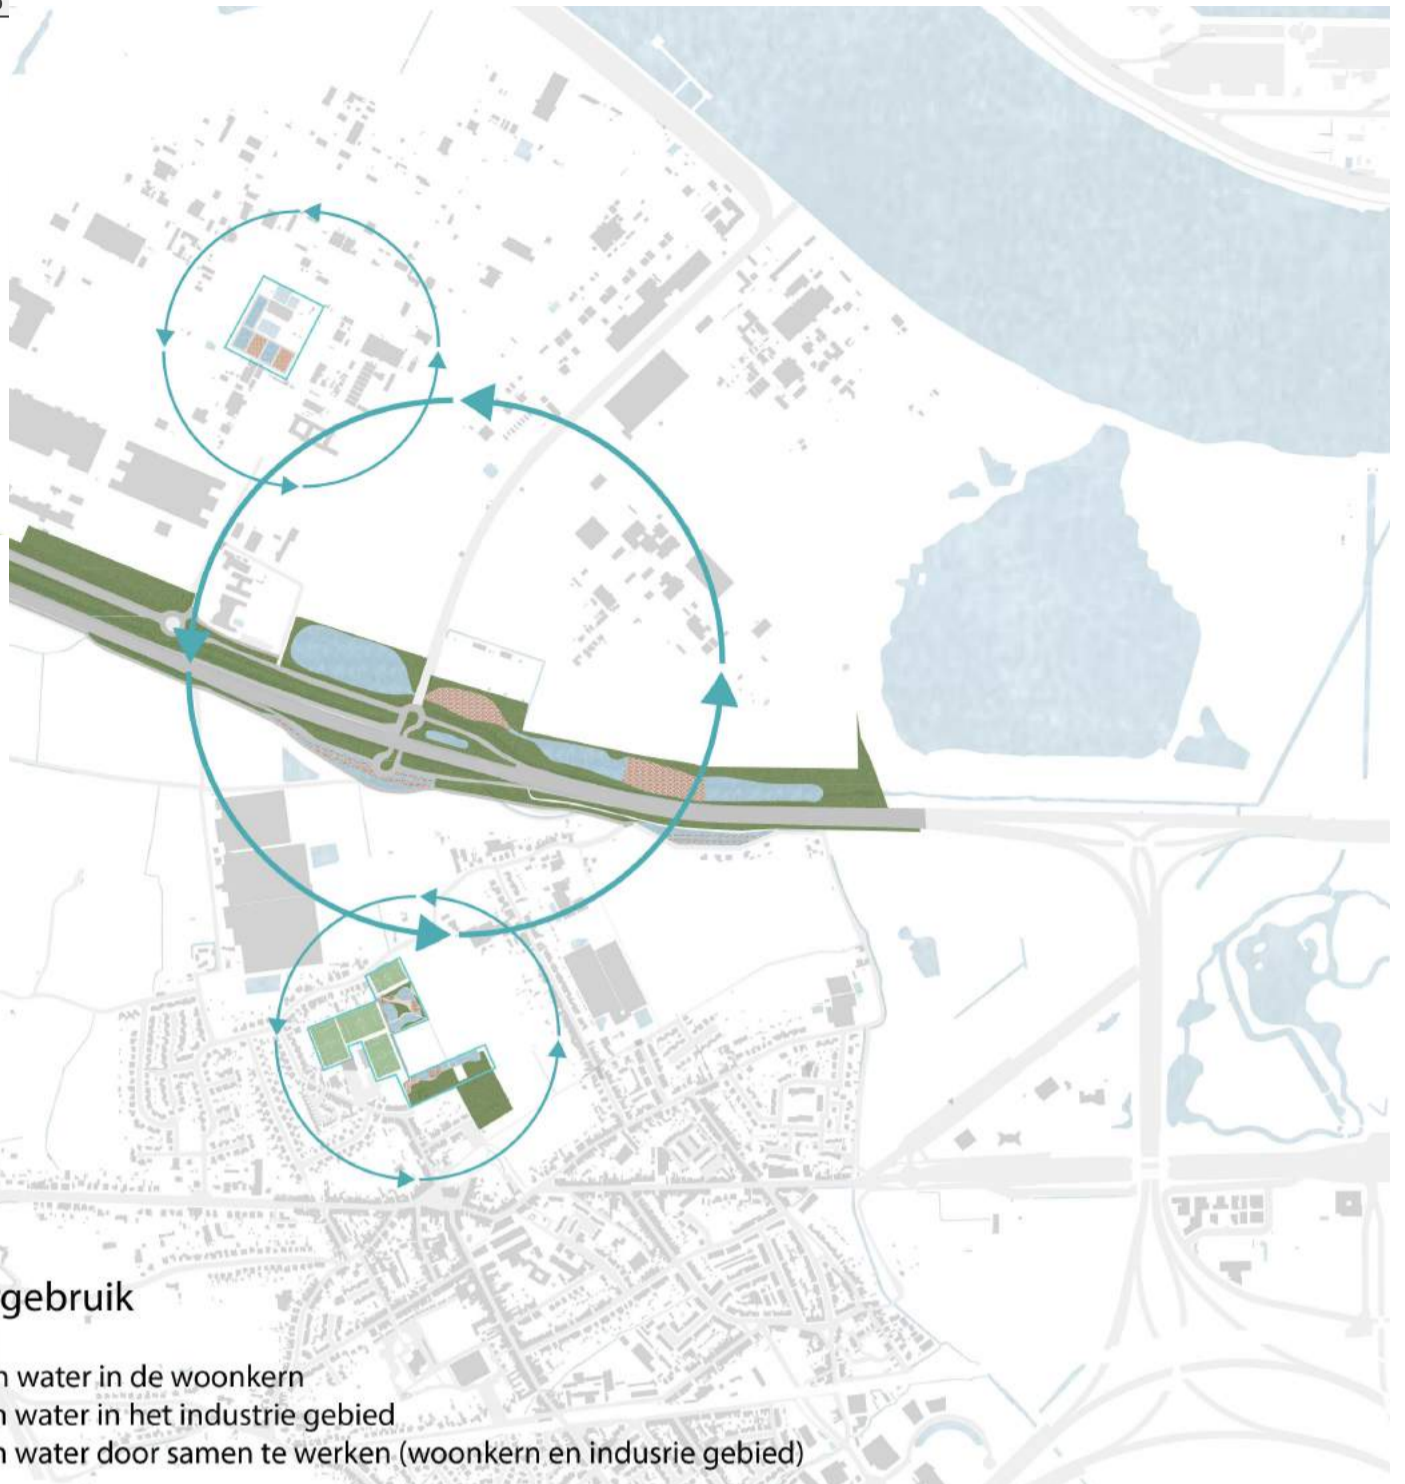 gebruik
n water in de woonkern
n water in het industrie gebied
n water door samen te werken (woonkern en indusrie gebied)